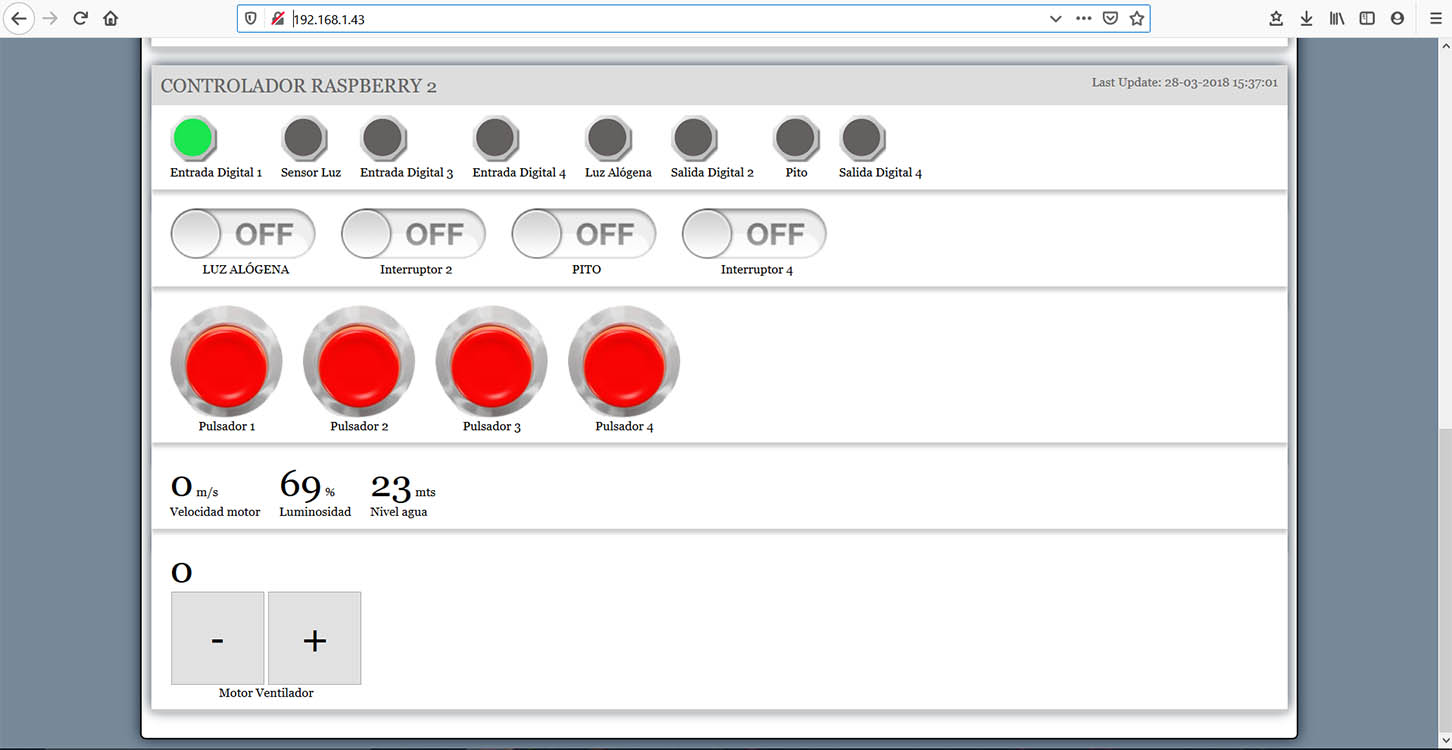 192.168.1.43
CONTROLADOR RASPBERRY 2
Last Update: 28-03-2018 15:37:01
Entrada Digital 1 Sensor Luz Entrada Digital 3 Entrada Digital 4 Luz Alógena Salida Digital 2 Pito Salida Digital 4
OFF OFF OFF OFF
LUZ ALÓGENA Interruptor 2 PITO Interruptor 4
Pulsador 1 Pulsador 2 Pulsador 3 Pulsador 4
0 m/s 69 % 23 mts
Velocidad motor Luminosidad Nivel agua
0
- +
Motor Ventilador